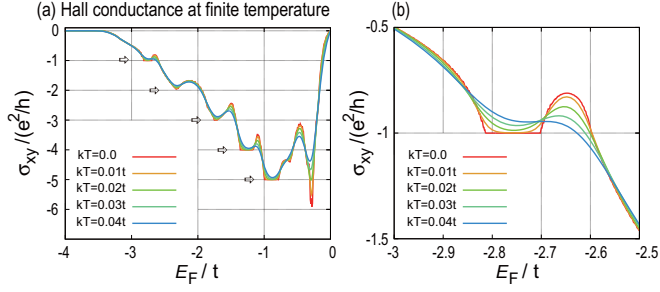 (a) Hall conductance at finite temperature
0
-1
-2
-3
-4
-5
-6
σxy /(e²/h)
kT=0.0
kT=0.01t
kT=0.02t
kT=0.03t
kT=0.04t
-4 -3 -2 -1 0
EF / t
(b)
-0.5
-1
-1.5
σxy /(e²/h)
kT=0.0
kT=0.01t
kT=0.02t
kT=0.03t
kT=0.04t
-3 -2.9 -2.8 -2.7 -2.6 -2.5
EF / t